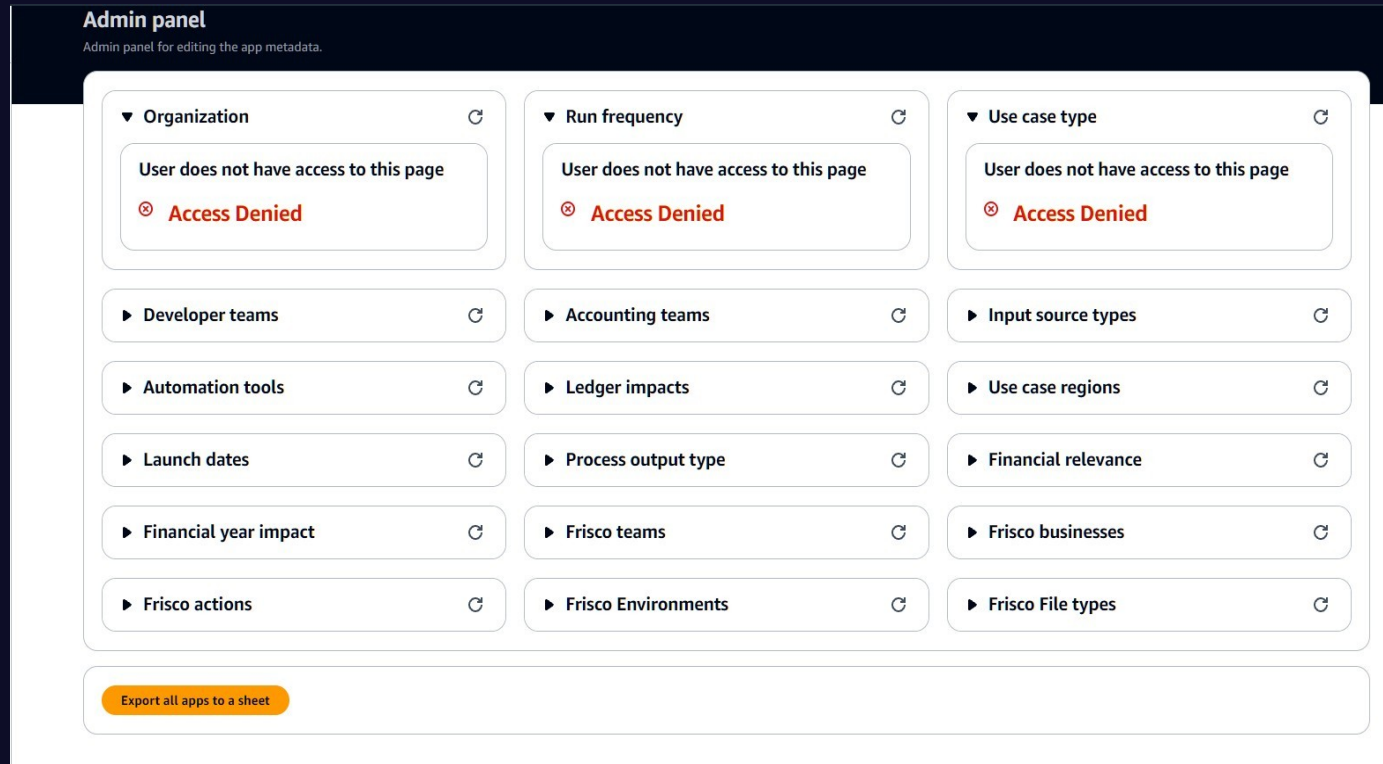 Admin panel
Admin panel for editing the app metadata.
Organization
User does not have access to this page
Access Denied
Run frequency
User does not have access to this page
Access Denied
Use case type
User does not have access to this page
Access Denied
Developer teams
Accounting teams
Input source types
Automation tools
Ledger impacts
Use case regions
Launch dates
Process output type
Financial relevance
Financial year impact
Frisco teams
Frisco businesses
Frisco actions
Frisco Environments
Frisco File types
Export all apps to a sheet